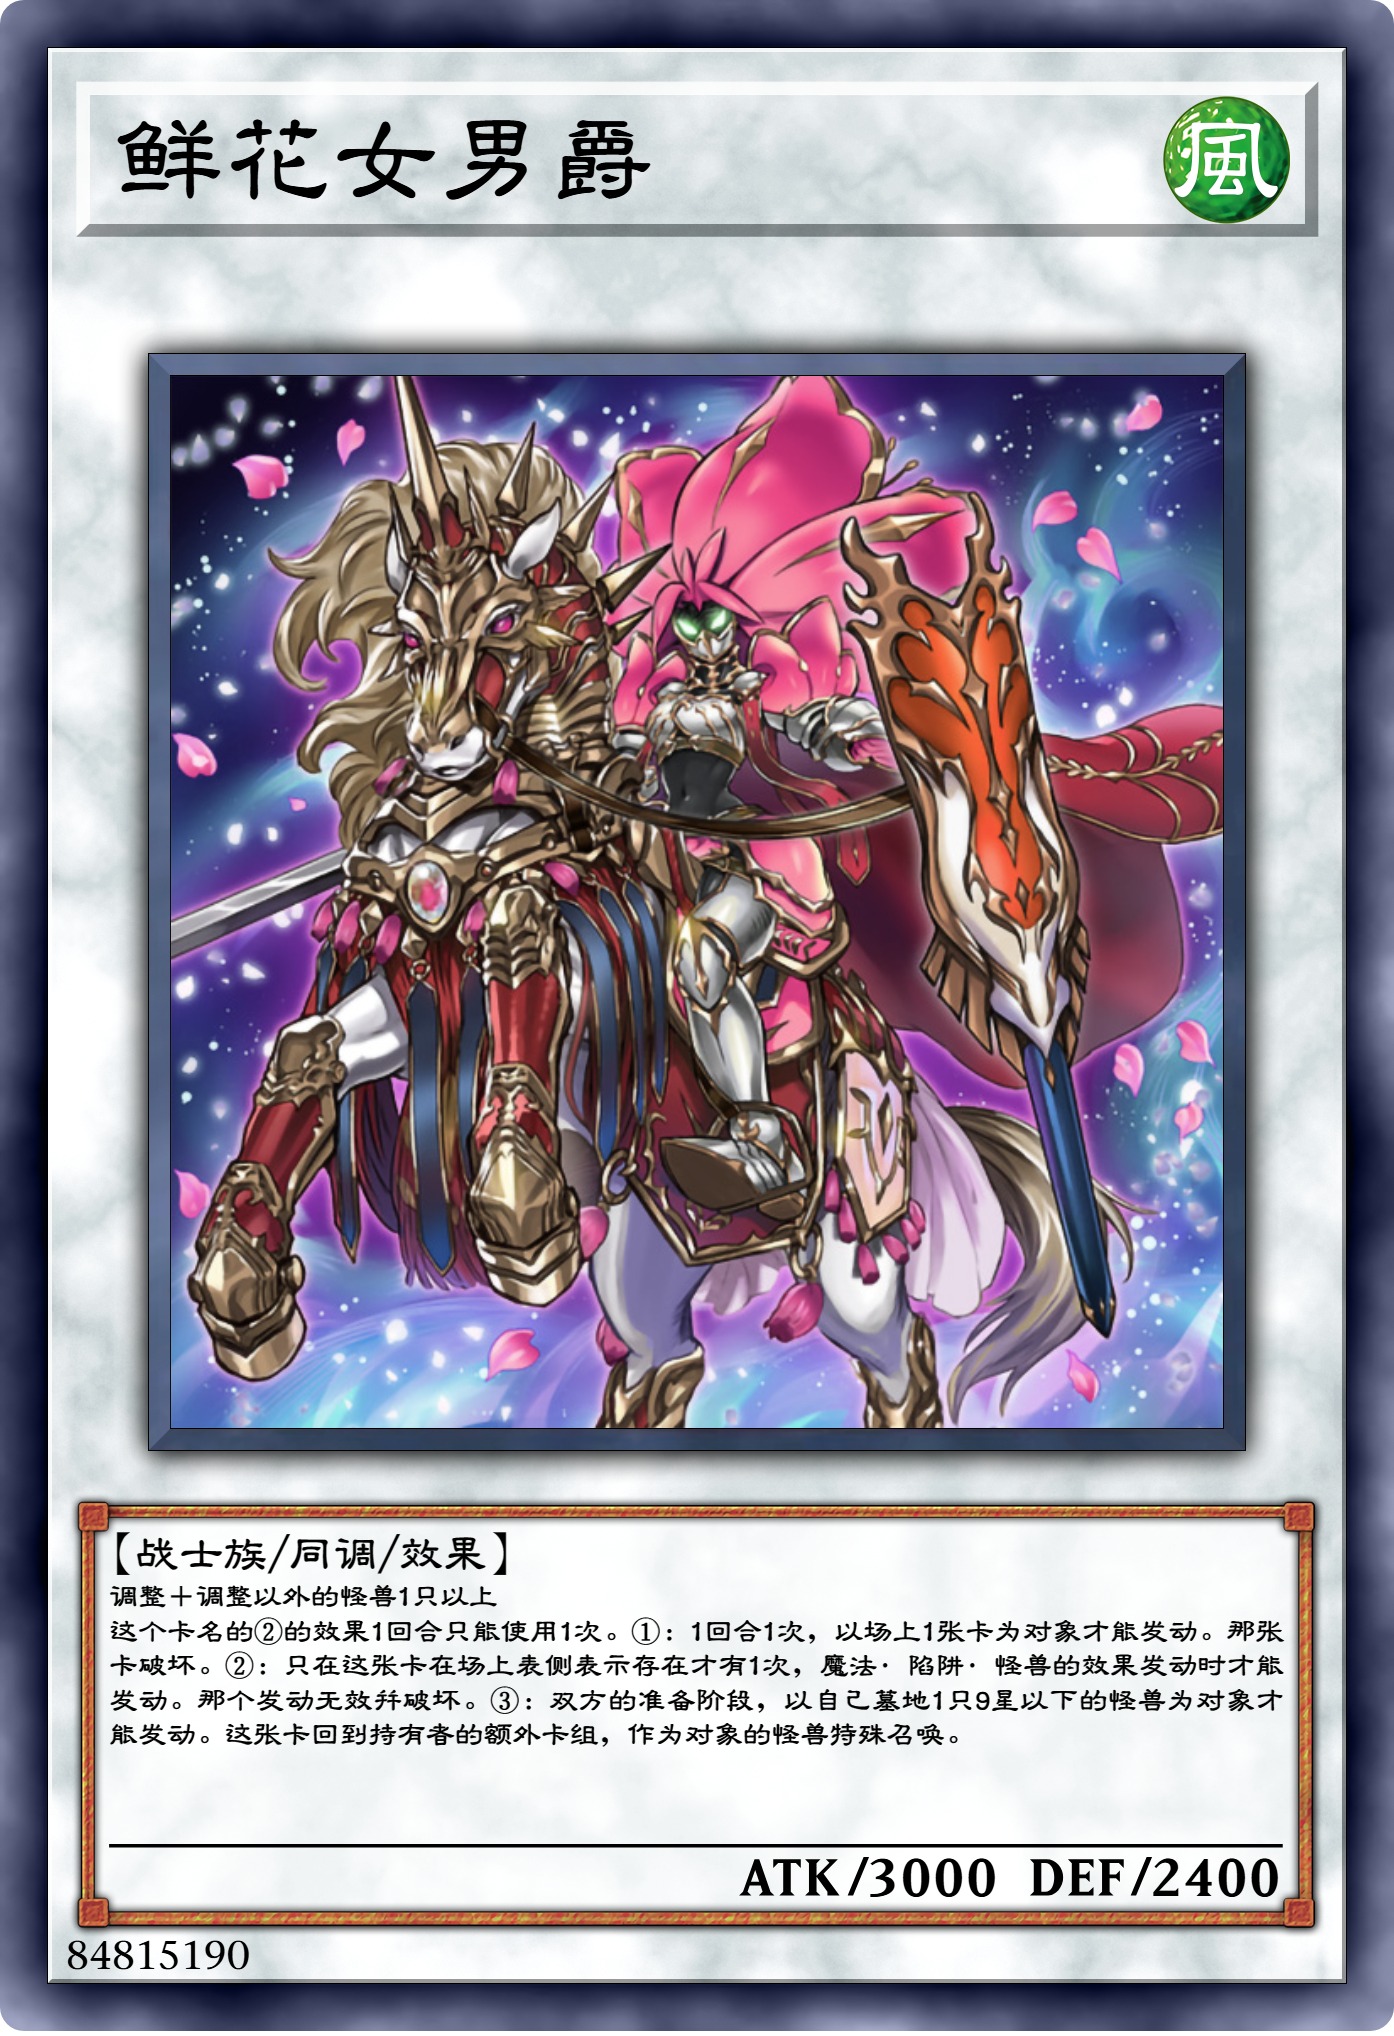 鲜花女男爵
風
【战士族/同调/效果】
调整＋调整以外的怪兽1只以上
这个卡名的②的效果1回合只能使用1次。①：1回合1次，以场上1张卡为对象才能发动。那张
卡破坏。②：只在这张卡在场上表侧表示存在才有1次，魔法·陷阱·怪兽的效果发动时才能
发动。那个发动无效并破坏。③：双方的准备阶段，以自己墓地1只9星以下的怪兽为对象才
能发动。这张卡回到持有者的额外卡组，作为对象的怪兽特殊召唤。
ATK/3000 DEF/2400
84815190